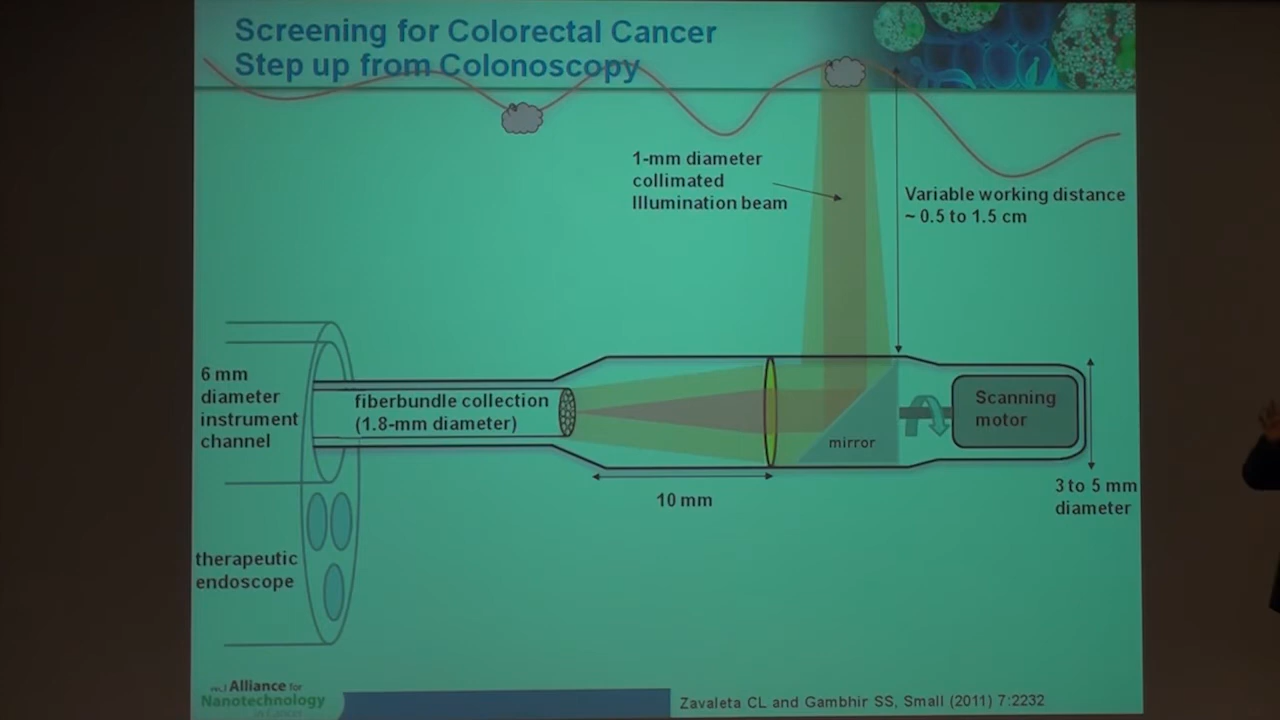 Screening for Colorectal Cancer
Step up from Colonoscopy
1-mm diameter
collimated
Illumination beam
Variable working distance
~ 0.5 to 1.5 cm
6 mm
diameter
instrument
channel
fiberbundle collection
(1.8-mm diameter)
mirror
Scanning
motor
10 mm
3 to 5 mm
diameter
therapeutic
endoscope
NCI Alliance for
Nanotechnology
in Cancer
Zavaleta CL and Gambhir SS, Small (2011) 7:2232